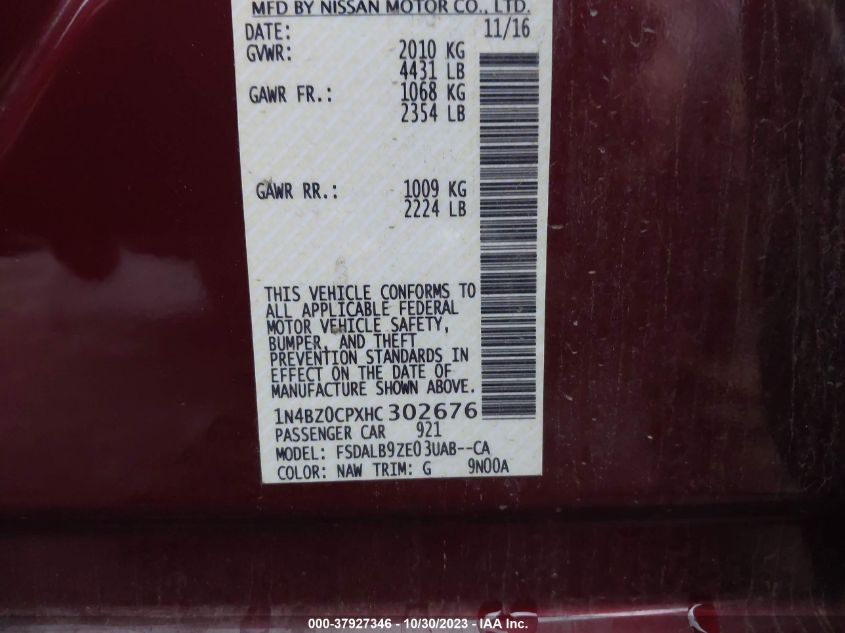 MFD BY NISSAN MOTOR CO., LTD.
DATE: 11/16
GVWR: 2010 KG
4431 LB
GAWR FR.: 1068 KG
2354 LB
GAWR RR.: 1009 KG
2224 LB
THIS VEHICLE CONFORMS TO
ALL APPLICABLE FEDERAL
MOTOR VEHICLE SAFETY,
BUMPER, AND THEFT
PREVENTION STANDARDS IN
EFFECT ON THE DATE OF
MANUFACTURE SHOWN ABOVE.
1N4BZ0CPXHC 302676
PASSENGER CAR 921
MODEL: FSDALB9ZE03UAB--CA
COLOR: NAW TRIM: G 9N00A
000-37927346 - 10/30/2023 - IAA Inc.